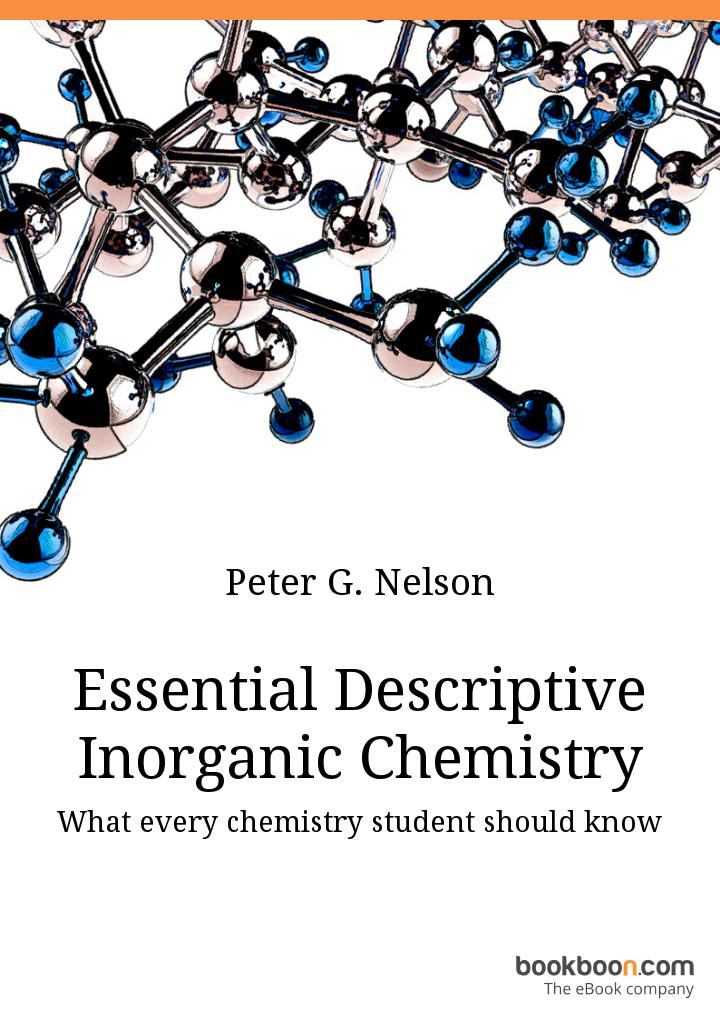 Peter G. Nelson
Essential Descriptive
Inorganic Chemistry
What every chemistry student should know
bookboon.com
The eBook company